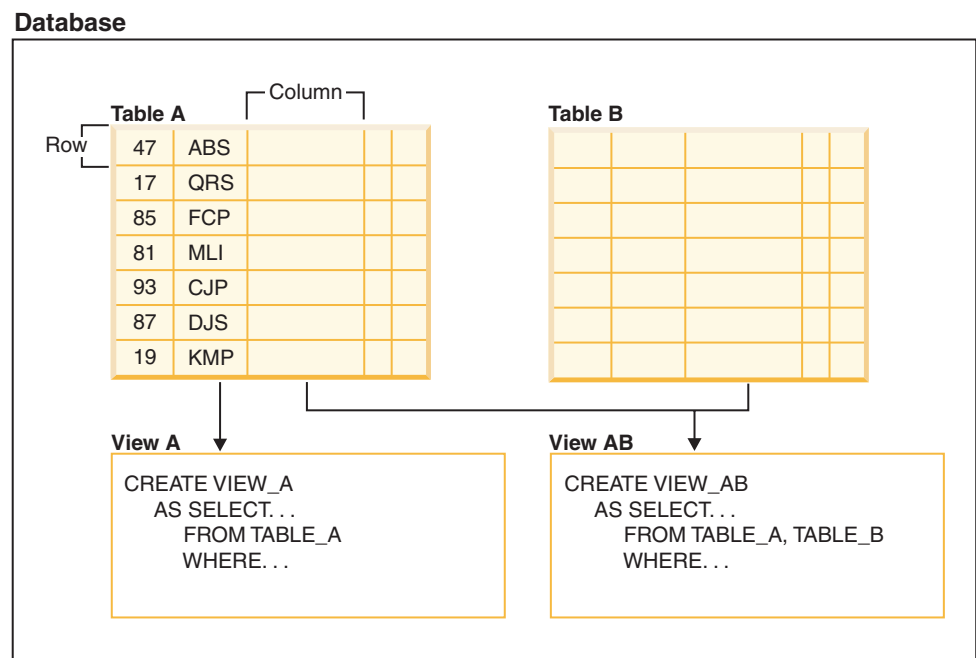 Database
Column
Table A
Table B
Row
47 ABS
17 QRS
85 FCP
81 MLI
93 CJP
87 DJS
19 KMP
View A
CREATE VIEW_A
AS SELECT. . .
FROM TABLE_A
WHERE. . .
View AB
CREATE VIEW_AB
AS SELECT. . .
FROM TABLE_A, TABLE_B
WHERE. . .